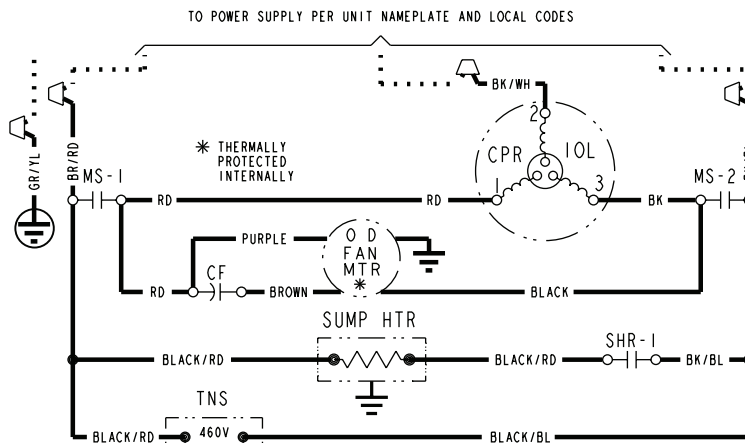 TO POWER SUPPLY PER UNIT NAMEPLATE AND LOCAL CODES
BK/WH
2
GR/YL
BR/RD
✳ THERMALLY
PROTECTED
INTERNALLY
CPR
IOL
MS-1
1
3
MS-2
RD
RD
BK
PURPLE
O D
FAN
MTR
✳
CF
RD
BROWN
BLACK
SUMP HTR
SHR-1
BLACK/RD
BLACK/RD
BK/BL
TNS
BLACK/RD
460V
BLACK/BL